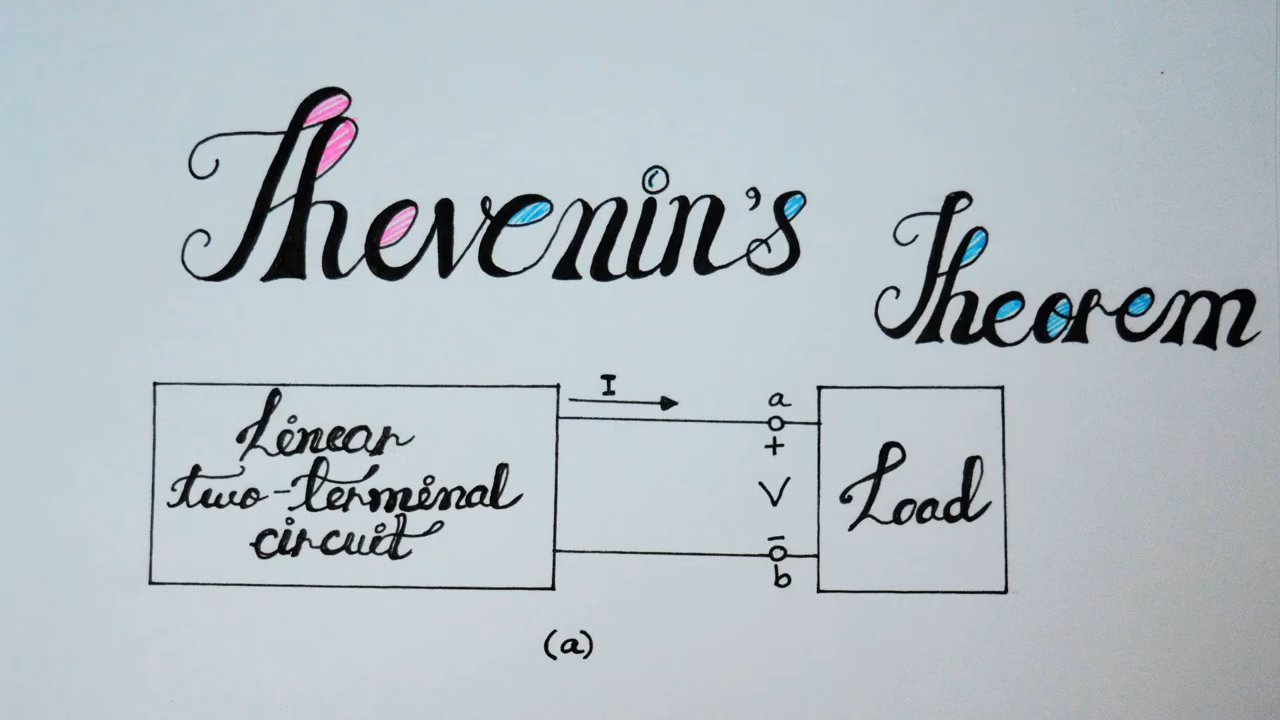 Thevenin's
Theorem
Linear
two-terminal
circuit
I
a
+
V
-
b
Load
(a)